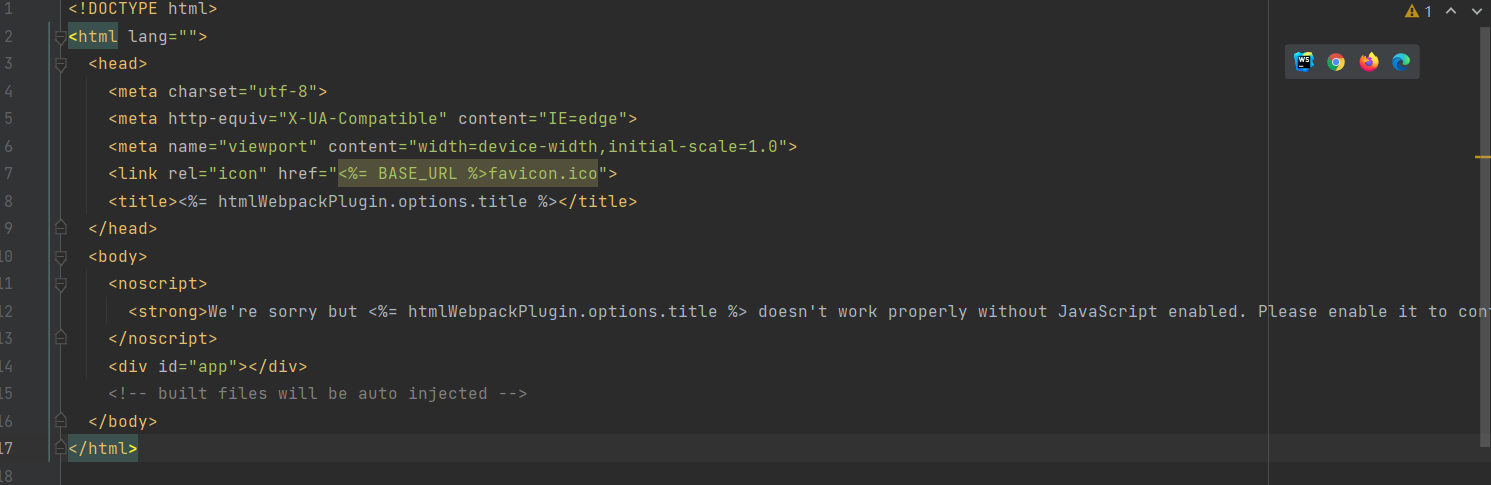 1 <!DOCTYPE html>
2 <html lang="">
3 <head>
4 <meta charset="utf-8">
5 <meta http-equiv="X-UA-Compatible" content="IE=edge">
6 <meta name="viewport" content="width=device-width,initial-scale=1.0">
7 <link rel="icon" href="<%= BASE_URL %>favicon.ico">
8 <title><%= htmlWebpackPlugin.options.title %></title>
9 </head>
10 <body>
11 <noscript>
12 <strong>We're sorry but <%= htmlWebpackPlugin.options.title %> doesn't work properly without JavaScript enabled. Please enable it to
13 </noscript>
14 <div id="app"></div>
15 <!-- built files will be auto injected -->
16 </body>
17 </html>
18
1
WS